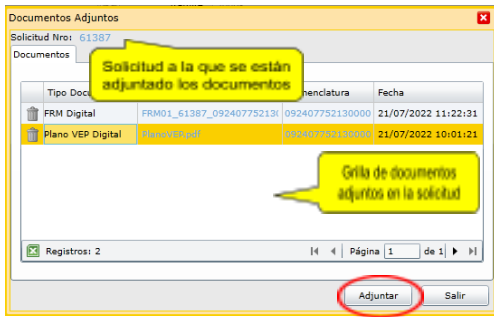 Documentos Adjuntos
Solicitud Nro: 61387
Documentos
Solicitud a la que se están
adjuntado los documentos
Tipo Docu
enclatura
Fecha
FRM Digital
FRM01_61387_092407752130
092407752130000
21/07/2022 11:22:31
Plano VEP Digital
PlanoVEP.pdf
092407752130000
21/07/2022 10:01:21
Grilla de documentos
adjuntos en la solicitud
Registros: 2
Página 1 de 1
Adjuntar
Salir